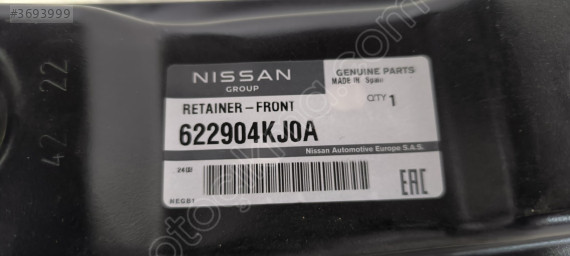 #3693999
42 22
NISSAN
GROUP
GENUINE PARTS
MADE IN Spain
RETAINER-FRONT
QTY 1
622904KJ0A
Nissan Automotive Europe S.A.S.
EAC